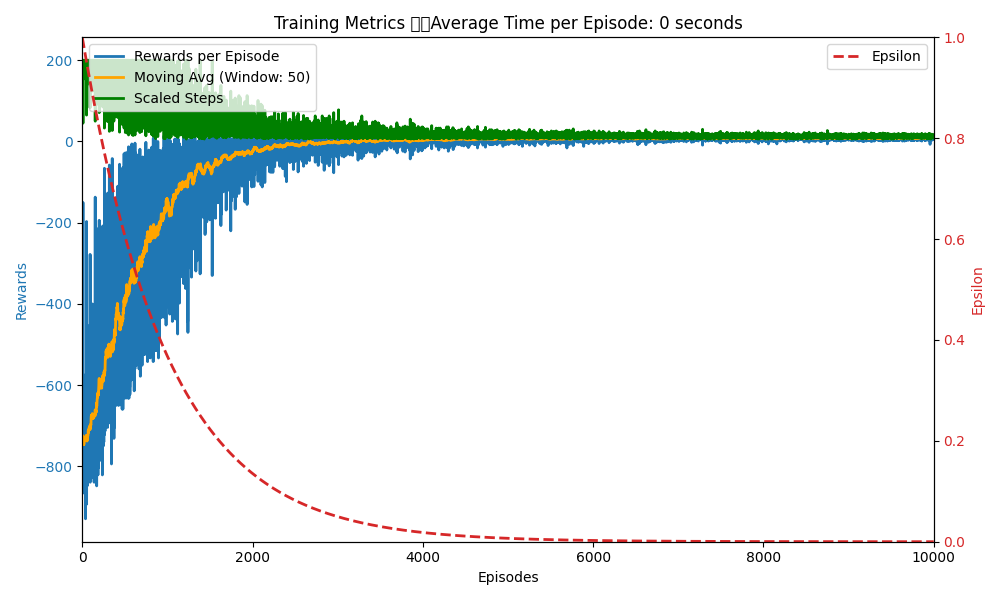 Training Metrics Average Time per Episode: 0 seconds
Rewards per Episode
Moving Avg (Window: 50)
Scaled Steps
Epsilon
200
0
−200
−400
−600
−800
Rewards
1.0
0.8
0.6
0.4
0.2
0.0
Epsilon
0
2000
4000
6000
8000
10000
Episodes